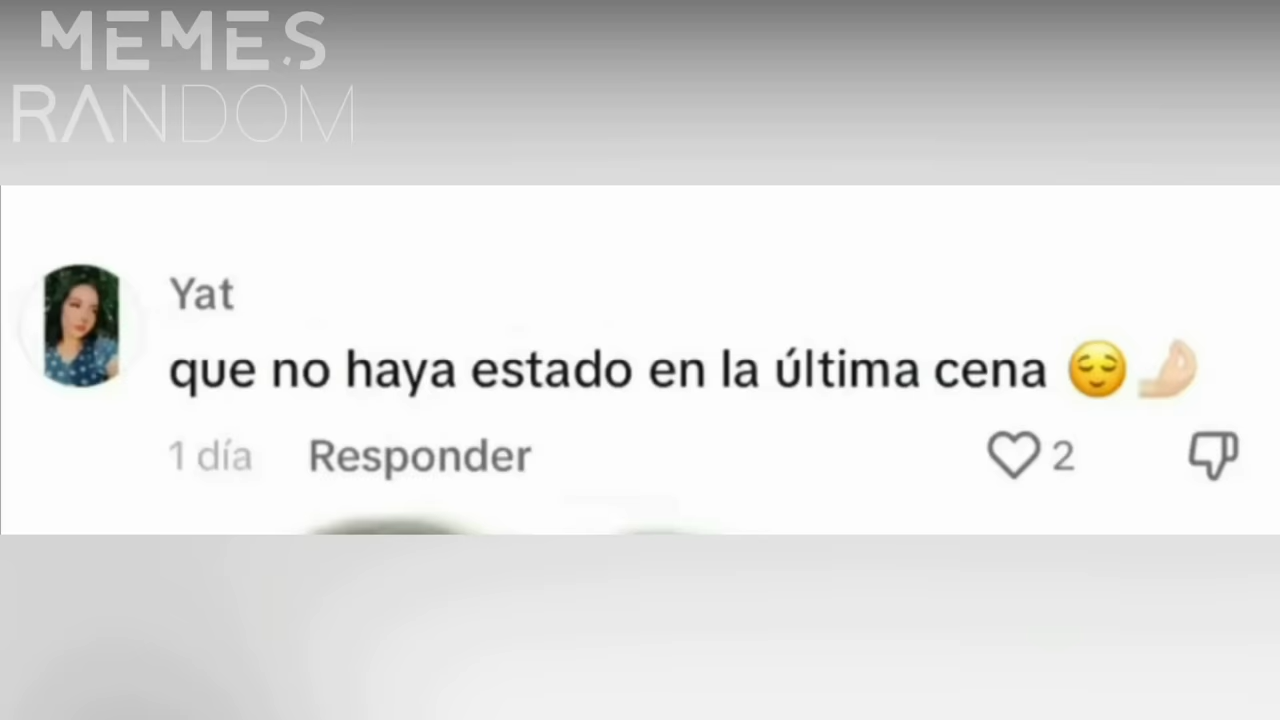 MEMES
RANDOM
Yat
que no haya estado en la última cena 😌🤌🏻
1 día Responder 2